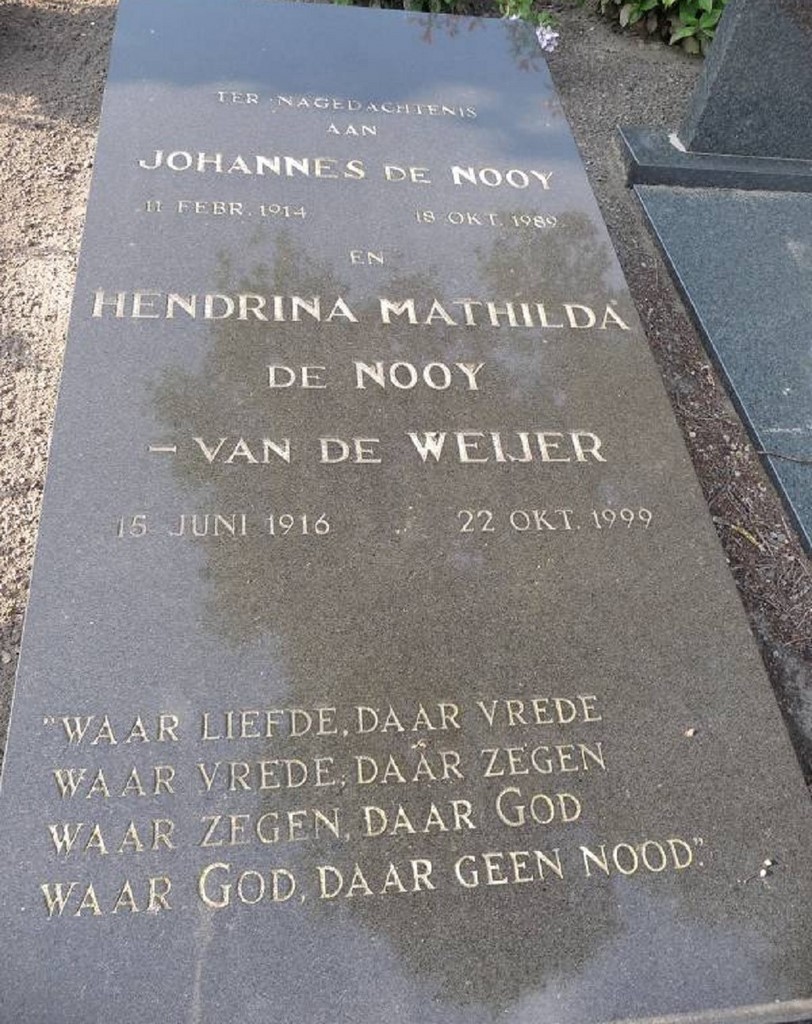 TER NAGEDACHTENIS
AAN
JOHANNES DE NOOY
11 FEBR. 1914 18 OKT. 1989
EN
HENDRINA MATHILDA
DE NOOY
– VAN DE WEIJER
15 JUNI 1916 22 OKT. 1999
"WAAR LIEFDE, DAAR VREDE
WAAR VREDE, DAAR ZEGEN
WAAR ZEGEN, DAAR GOD
WAAR GOD, DAAR GEEN NOOD".